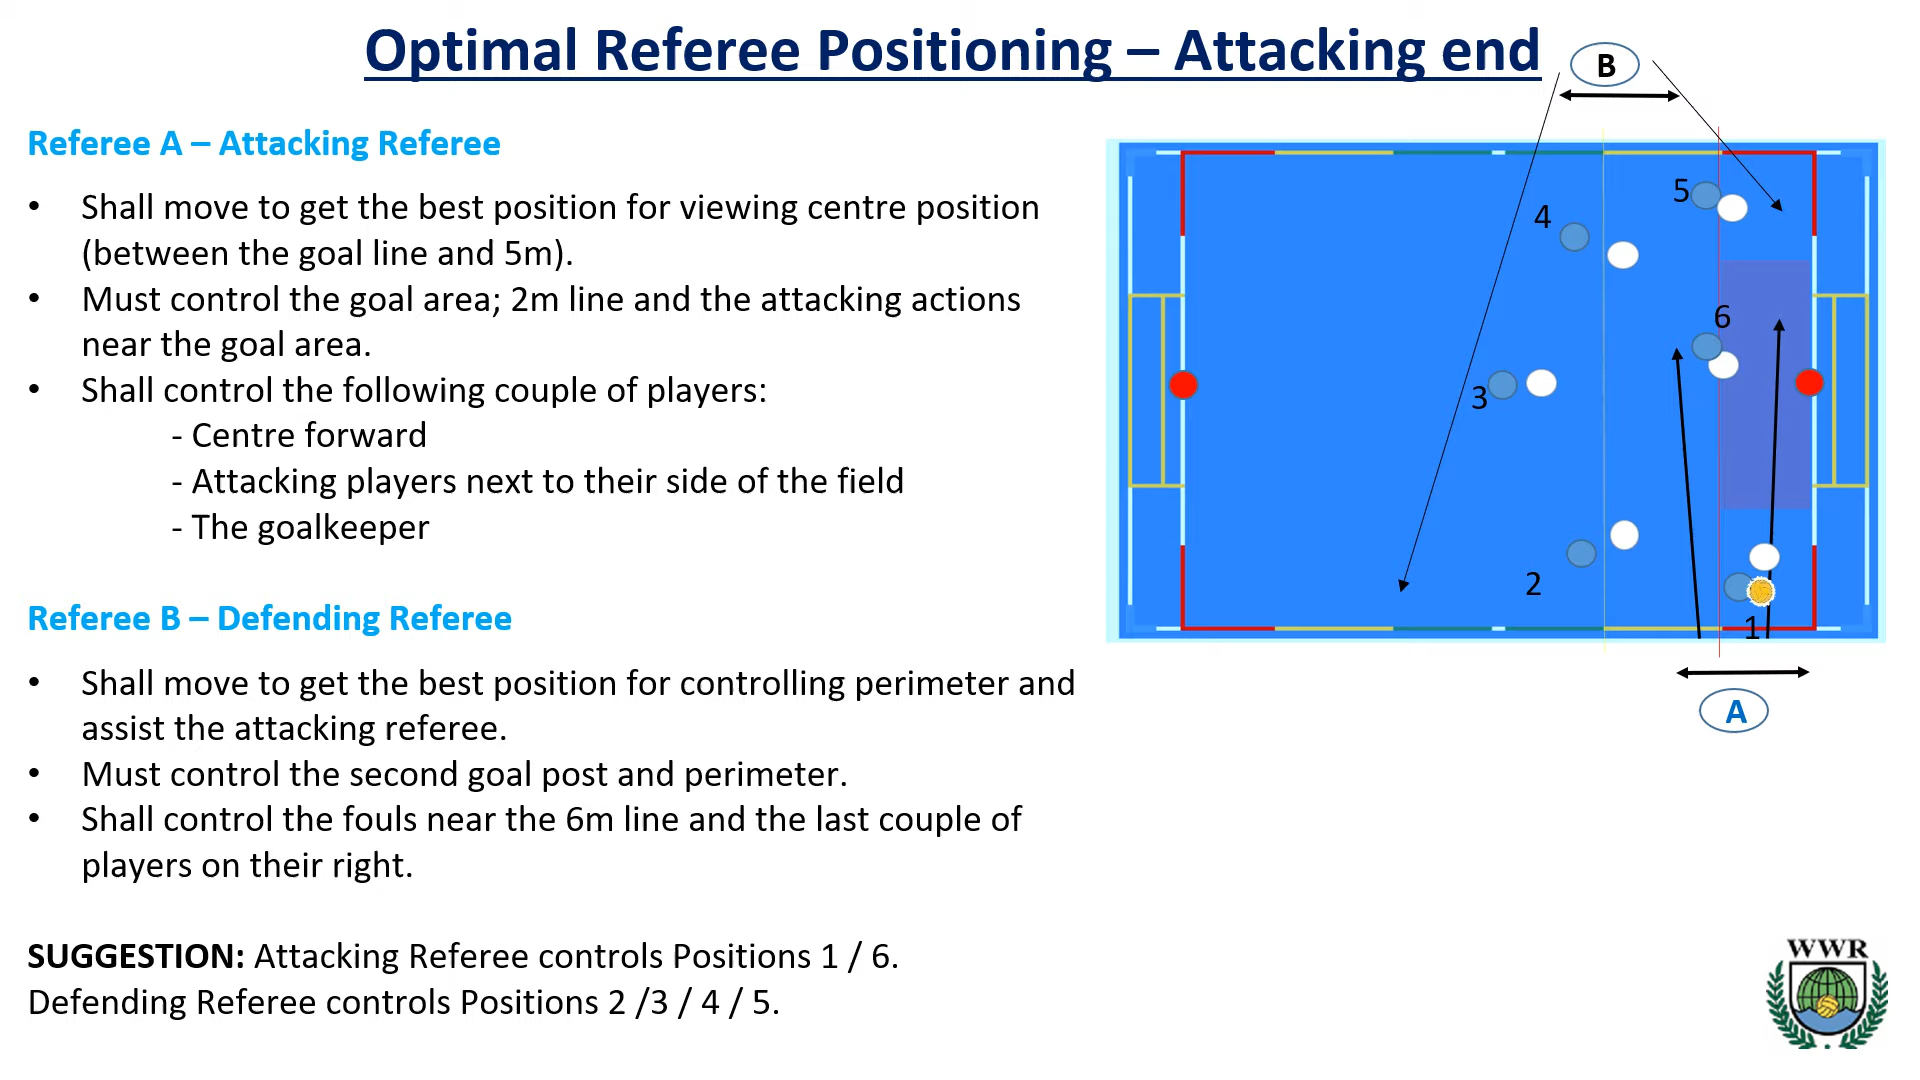 Optimal Referee Positioning – Attacking end
B
Referee A – Attacking Referee
• Shall move to get the best position for viewing centre position
(between the goal line and 5m).
• Must control the goal area; 2m line and the attacking actions
near the goal area.
• Shall control the following couple of players:
- Centre forward
- Attacking players next to their side of the field
- The goalkeeper
Referee B – Defending Referee
• Shall move to get the best position for controlling perimeter and
assist the attacking referee.
• Must control the second goal post and perimeter.
• Shall control the fouls near the 6m line and the last couple of
players on their right.
SUGGESTION: Attacking Referee controls Positions 1 / 6.
Defending Referee controls Positions 2 /3 / 4 / 5.
5
4
6
3
2
1
A
WWR